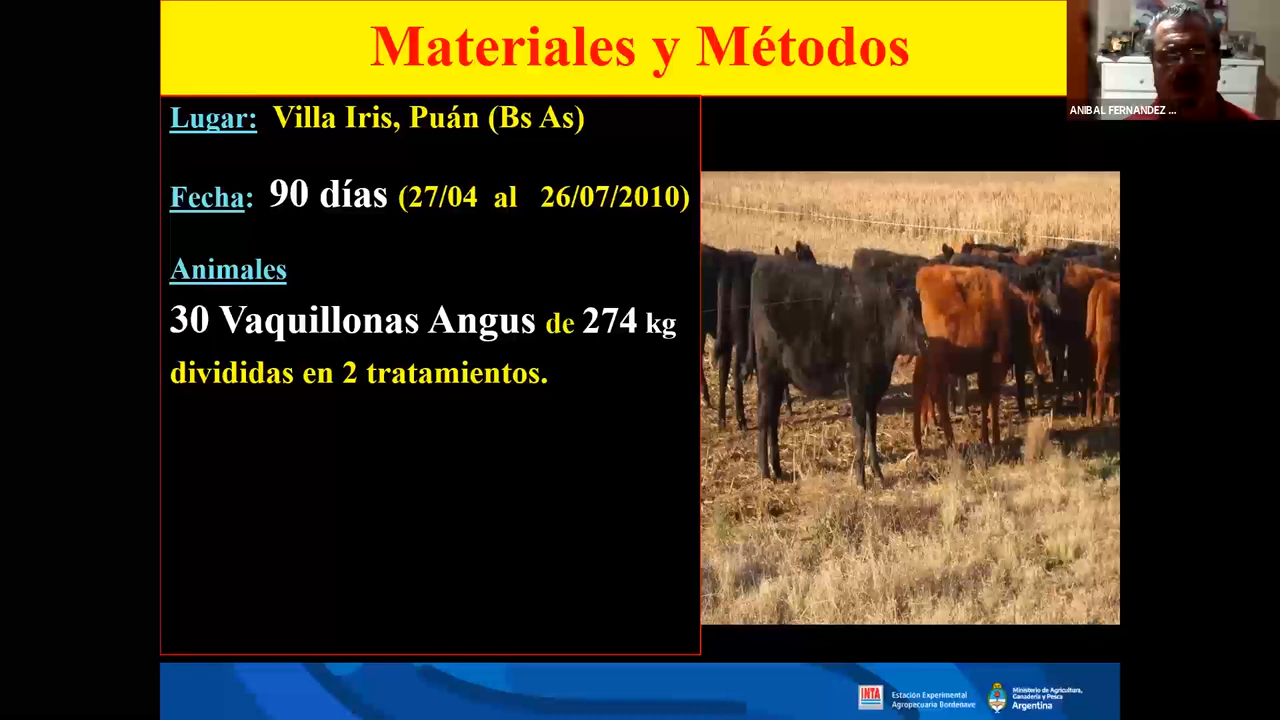 Materiales y Métodos
ANIBAL FERNANDEZ ...
Lugar: Villa Iris, Puán (Bs As)
Fecha: 90 días (27/04 al 26/07/2010)
Animales
30 Vaquillonas Angus de 274 kg
divididas en 2 tratamientos.
INTA
Estación Experimental
Agropecuaria Bordenave
Ministerio de Agricultura,
Ganadería y Pesca
Argentina